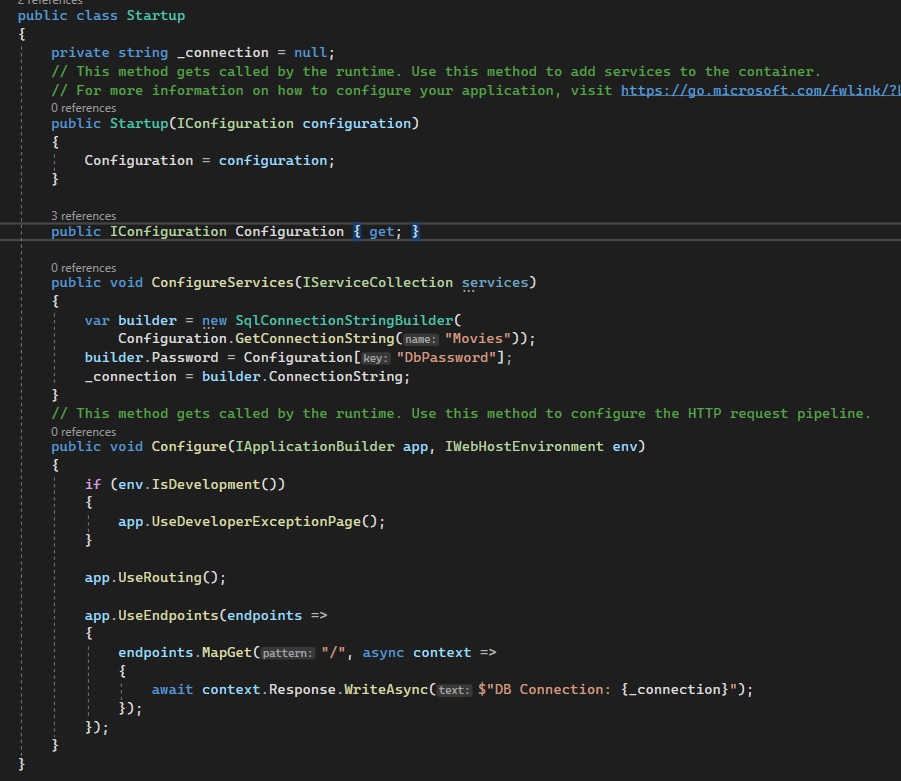 2 references
public class Startup
{
private string _connection = null;
// This method gets called by the runtime. Use this method to add services to the container.
// For more information on how to configure your application, visit https://go.microsoft.com/fwlink/?L
0 references
public Startup(IConfiguration configuration)
{
Configuration = configuration;
}
3 references
public IConfiguration Configuration { get; }
0 references
public void ConfigureServices(IServiceCollection services)
{
var builder = new SqlConnectionStringBuilder(
Configuration.GetConnectionString(name: "Movies"));
builder.Password = Configuration[key: "DbPassword"];
_connection = builder.ConnectionString;
}
// This method gets called by the runtime. Use this method to configure the HTTP request pipeline.
0 references
public void Configure(IApplicationBuilder app, IWebHostEnvironment env)
{
if (env.IsDevelopment())
{
app.UseDeveloperExceptionPage();
}
app.UseRouting();
app.UseEndpoints(endpoints =>
{
endpoints.MapGet(pattern: "/", async context =>
{
await context.Response.WriteAsync(text: $"DB Connection: {_connection}");
});
});
}
}